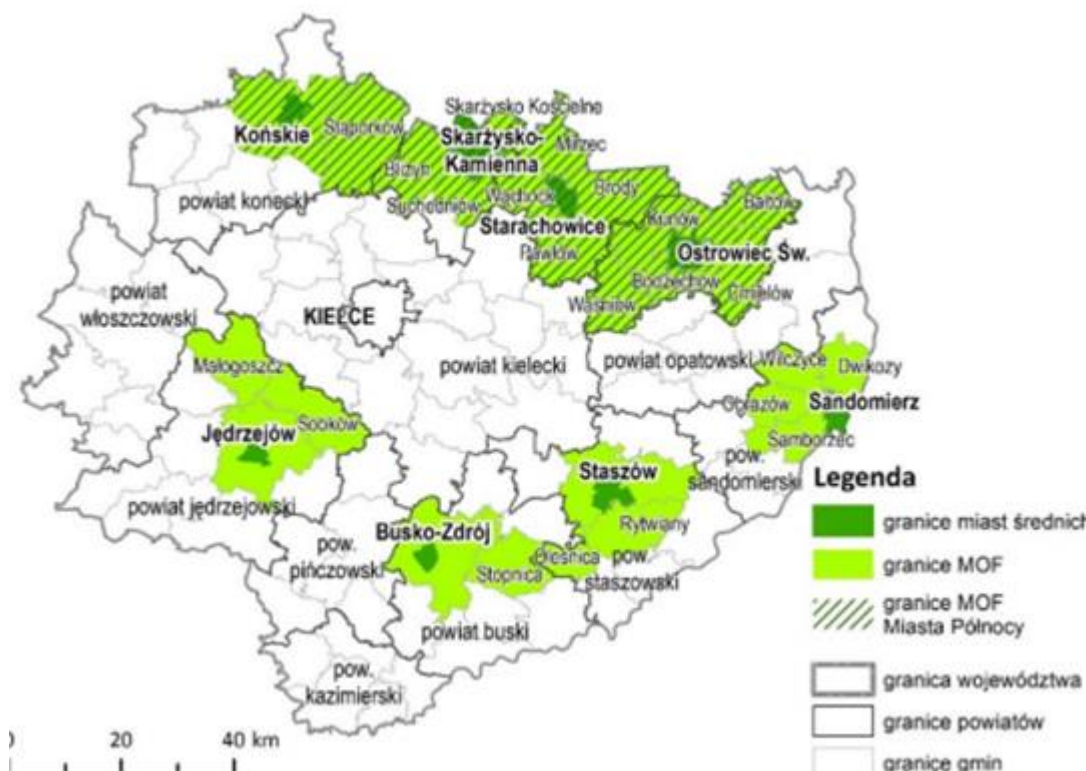 Skarżysko Kościelne
Końskie
Stąporków
Skarżysko-
Kamienna
Mirzec
Bliżyn
powiat konecki
Suchedniów
Wąchock
Brody
Bałtów
Kunów
Starachowice
Pawłów
Ostrowiec Św.
Bodzechów
Ćmielów
Waśniów
powiat
włoszczowski
KIELCE
powiat kielecki
powiat opatowski
Wilczyce
Dwikozy
Małogoszcz
Obrazów
Sandomierz
Sobków
Jędrzejów
Samborzec
pow.
sandomierski
Staszów
powiat jędrzejowski
Rytwiany
Busko-Zdrój
pow.
pińczowski
Oleśnica
Stopnica
pow.
staszowski
powiat buski
pow.
kazimierski
Legenda
granice miast średnich
granice MOF
granice MOF
Miasta Północy
granica województwa
granice powiatów
granice gmin
0 20 40 km